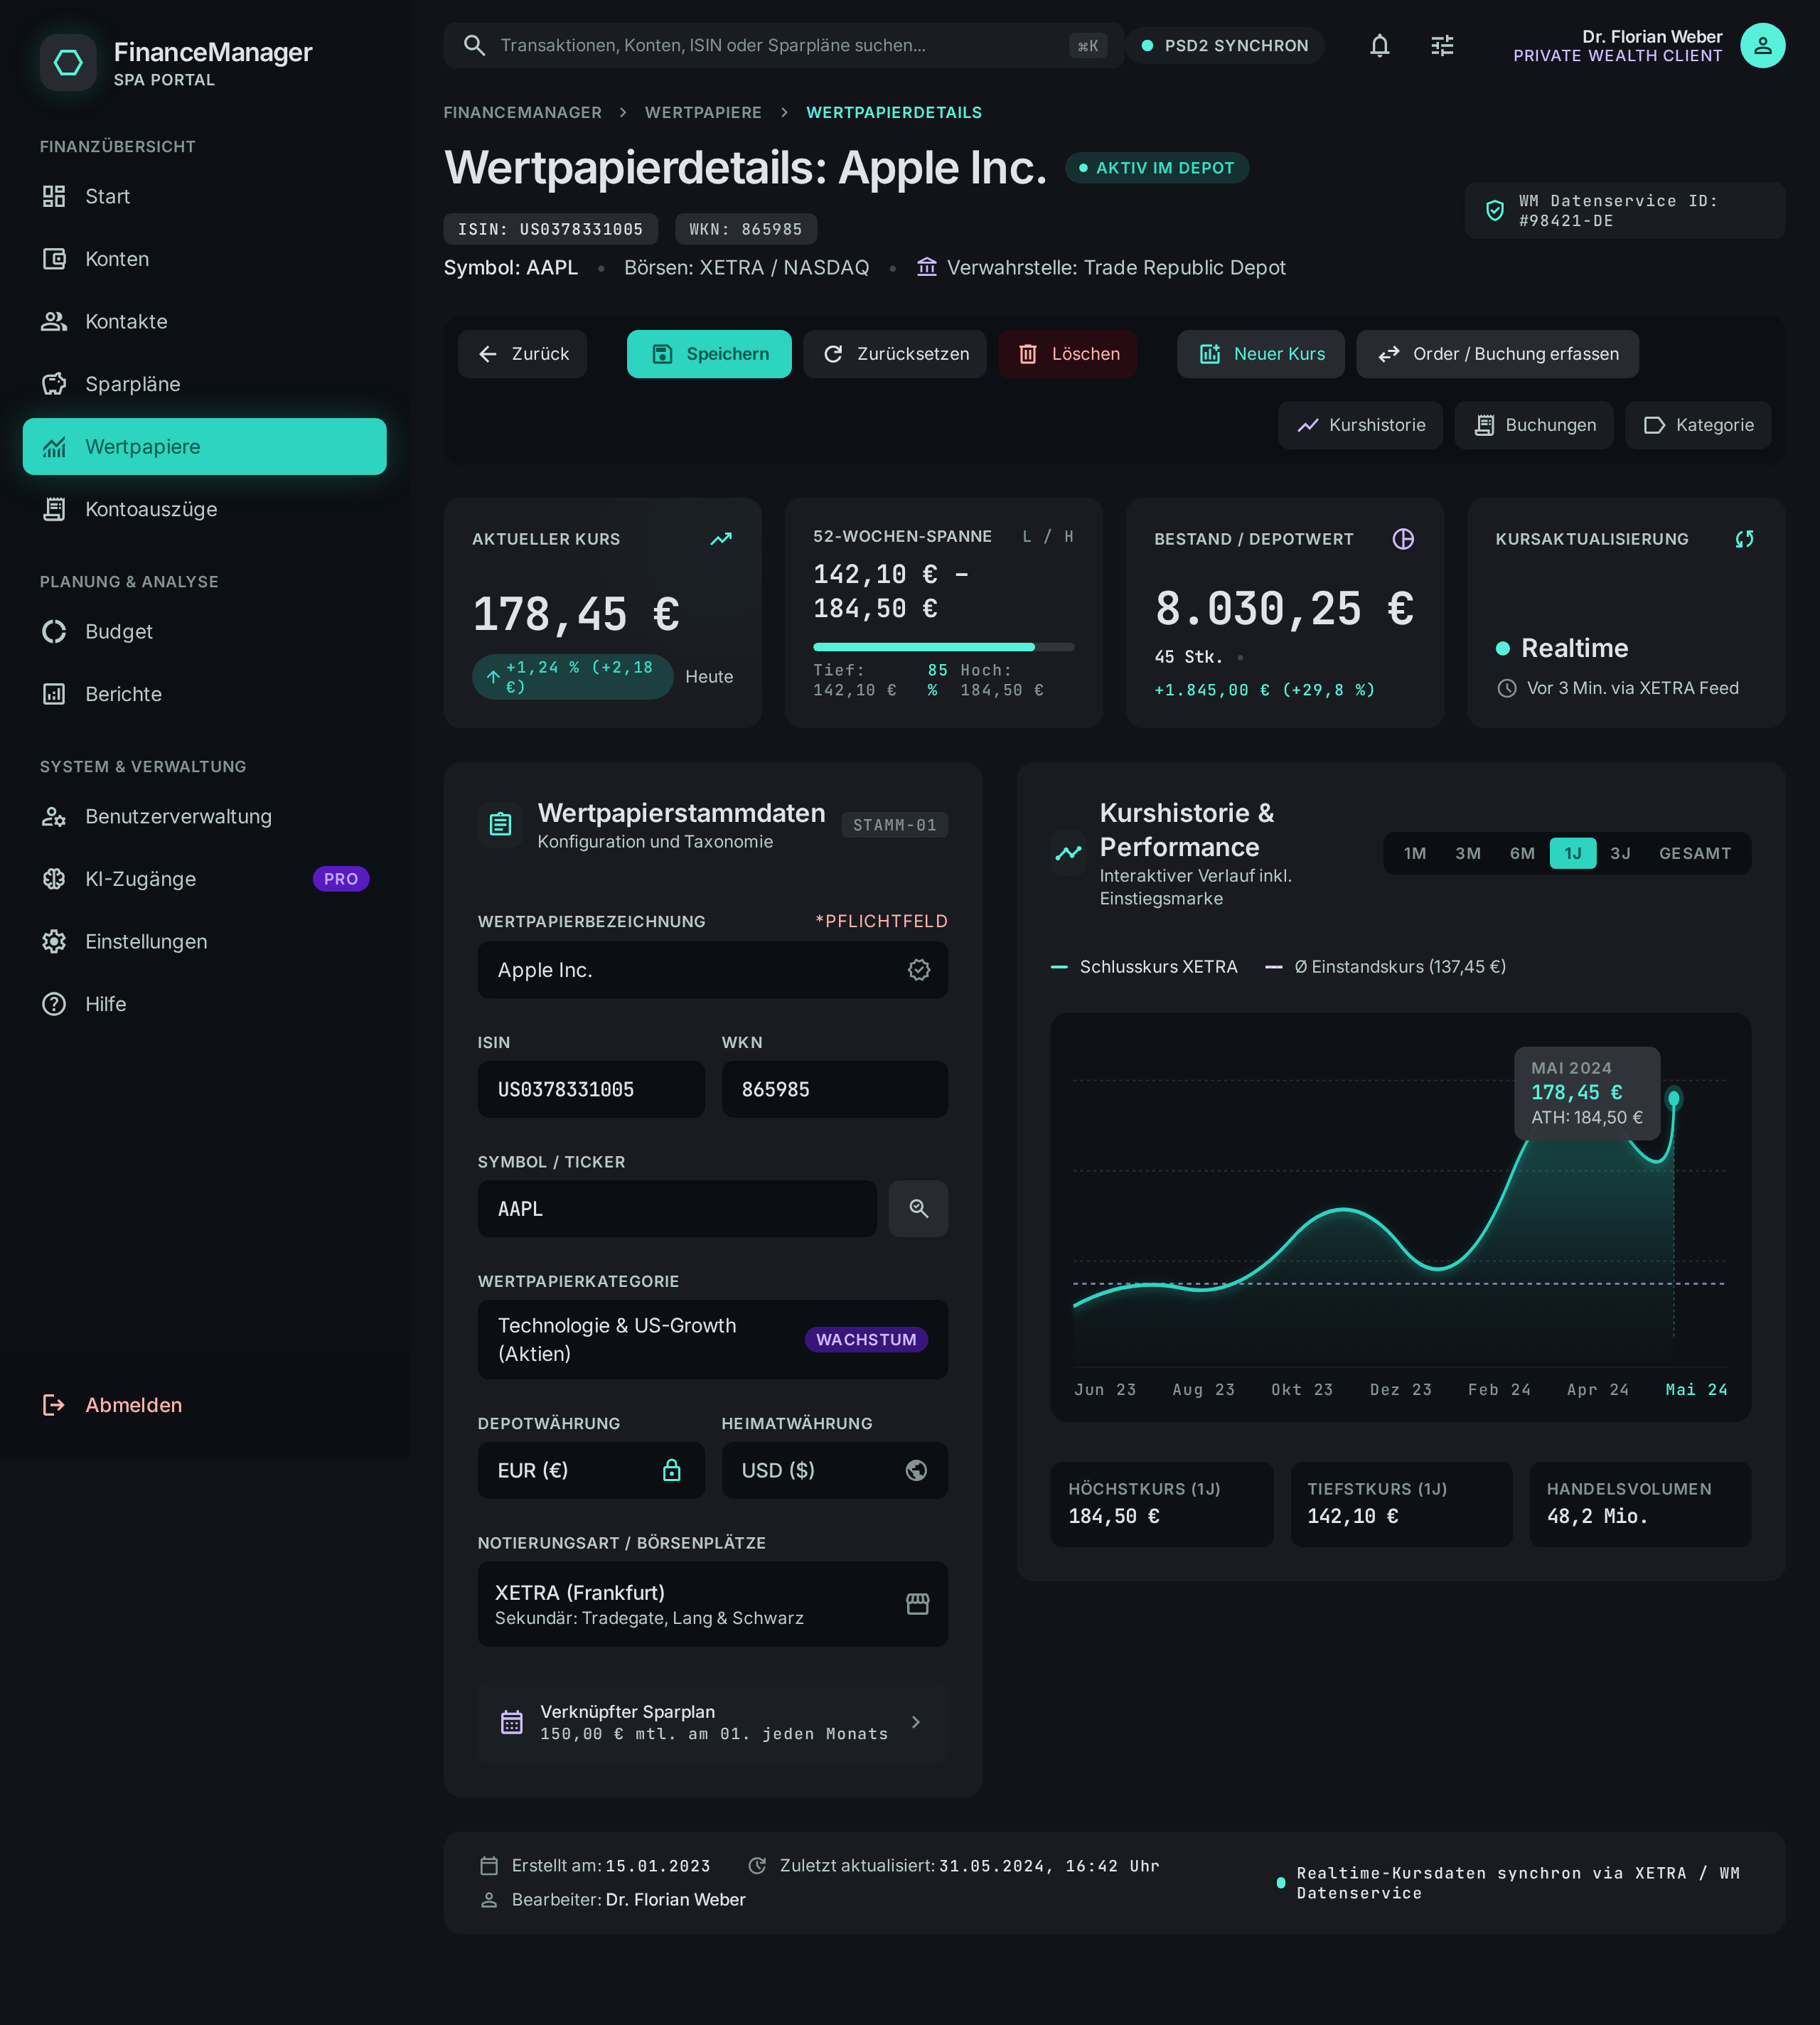 FinanceManager
SPA PORTAL
FINANZÜBERSICHT
Start
Konten
Kontakte
Sparpläne
Wertpapiere
Kontoauszüge
PLANUNG & ANALYSE
Budget
Berichte
SYSTEM & VERWALTUNG
Benutzerverwaltung
KI-Zugänge PRO
Einstellungen
Hilfe
Abmelden
Transaktionen, Konten, ISIN oder Sparpläne suchen... ⌘K
PSD2 SYNCHRON
Dr. Florian Weber
PRIVATE WEALTH CLIENT
FINANCEMANAGER > WERTPAPIERE > WERTPAPIERDETAILS
Wertpapierdetails: Apple Inc. AKTIV IM DEPOT
ISIN: US0378331005 WKN: 865985
Symbol: AAPL • Börsen: XETRA / NASDAQ • Verwahrstelle: Trade Republic Depot
WM Datenservice ID:
#98421-DE
Zurück Speichern Zurücksetzen Löschen Neuer Kurs Order / Buchung erfassen
Kurshistorie Buchungen Kategorie
AKTUELLER KURS
178,45 €
+1,24 % (+2,18
€)
Heute
52-WOCHEN-SPANNE L / H
142,10 € –
184,50 €
Tief:
142,10 €
85
%
Hoch:
184,50 €
BESTAND / DEPOTWERT
8.030,25 €
45 Stk. •
+1.845,00 € (+29,8 %)
KURSAKTUALISIERUNG
Realtime
Vor 3 Min. via XETRA Feed
Wertpapierstammdaten
Konfiguration und Taxonomie
STAMM-01
WERTPAPIERBEZEICHNUNG *PFLICHTFELD
Apple Inc.
ISIN WKN
US0378331005 865985
SYMBOL / TICKER
AAPL
WERTPAPIERKATEGORIE
Technologie & US-Growth
(Aktien)
WACHSTUM
DEPOTWÄHRUNG HEIMATWÄHRUNG
EUR (€) USD ($)
NOTIERUNGSART / BÖRSENPLÄTZE
XETRA (Frankfurt)
Sekundär: Tradegate, Lang & Schwarz
Verknüpfter Sparplan
150,00 € mtl. am 01. jeden Monats
Kurshistorie &
Performance
Interaktiver Verlauf inkl.
Einstiegsmarke
1M 3M 6M 1J 3J GESAMT
Schlusskurs XETRA Ø Einstandskurs (137,45 €)
MAI 2024
178,45 €
ATH: 184,50 €
Jun 23 Aug 23 Okt 23 Dez 23 Feb 24 Apr 24 Mai 24
HÖCHSTKURS (1J)
184,50 €
TIEFSTKURS (1J)
142,10 €
HANDELSVOLUMEN
48,2 Mio.
Erstellt am: 15.01.2023 Zuletzt aktualisiert: 31.05.2024, 16:42 Uhr
Bearbeiter: Dr. Florian Weber
Realtime-Kursdaten synchron via XETRA / WM
Datenservice